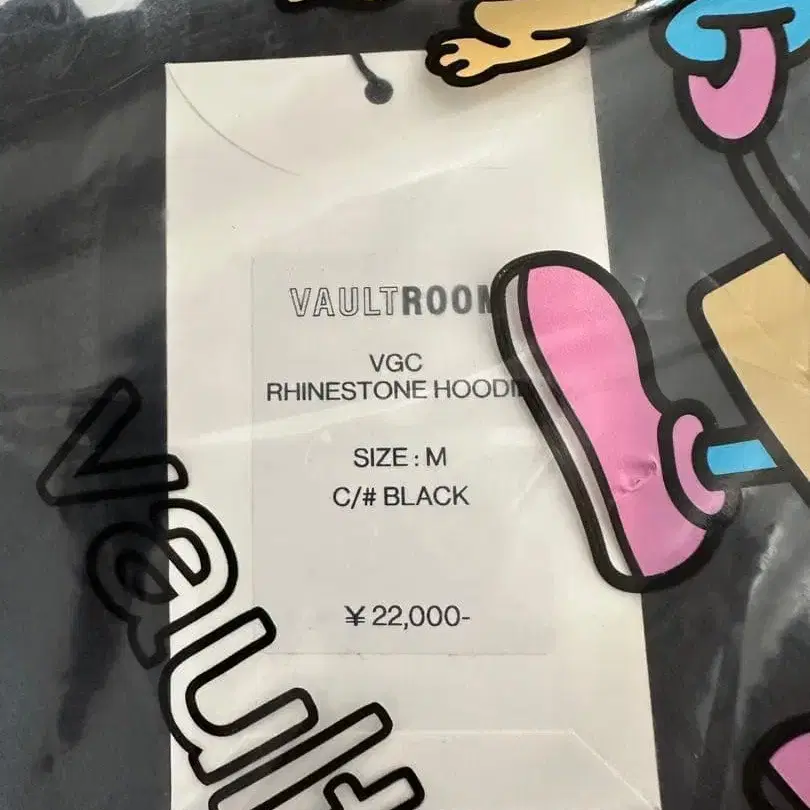 VAULTROOM
VGC
RHINESTONE HOODI
SIZE : M
C/# BLACK
¥ 22,000-
vault